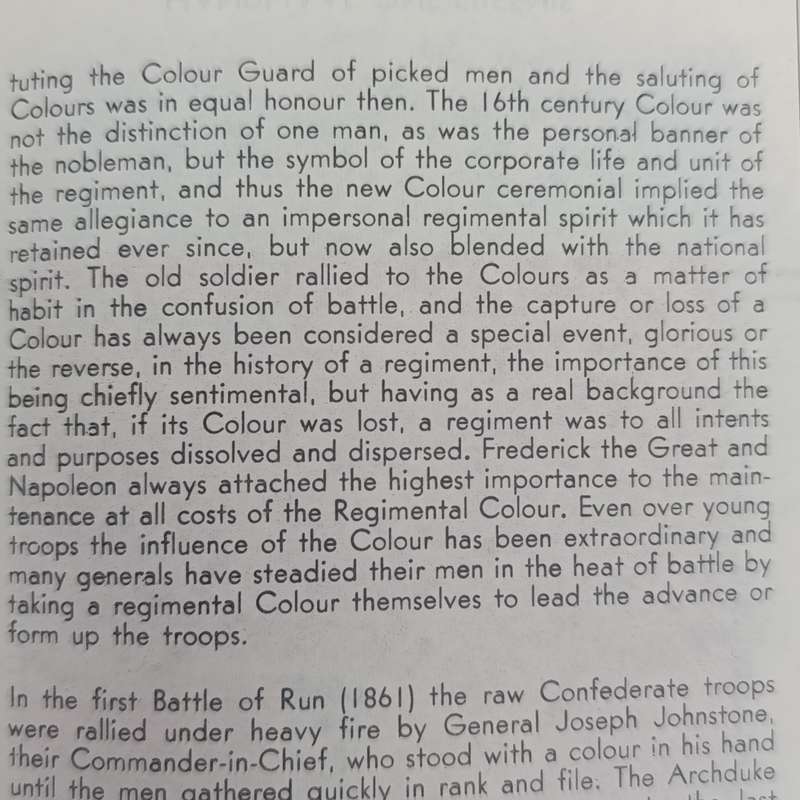 tuting the Colour Guard of picked men and the saluting of
Colours was in equal honour then. The 16th century Colour was
not the distinction of one man, as was the personal banner of
the nobleman, but the symbol of the corporate life and unit of
the regiment, and thus the new Colour ceremonial implied the
same allegiance to an impersonal regimental spirit which it has
retained ever since, but now also blended with the national
spirit. The old soldier rallied to the Colours as a matter of
habit in the confusion of battle, and the capture or loss of a
Colour has always been considered a special event, glorious or
the reverse, in the history of a regiment, the importance of this
being chiefly sentimental, but having as a real background the
fact that, if its Colour was lost, a regiment was to all intents
and purposes dissolved and dispersed. Frederick the Great and
Napoleon always attached the highest importance to the main-
tenance at all costs of the Regimental Colour. Even over young
troops the influence of the Colour has been extraordinary and
many generals have steadied their men in the heat of battle by
taking a regimental Colour themselves to lead the advance or
form up the troops.
In the first Battle of Run (1861) the raw Confederate troops
were rallied under heavy fire by General Joseph Johnstone,
their Commander-in-Chief, who stood with a colour in his hand
until the men gathered quickly in rank and file. The Archduke
the last